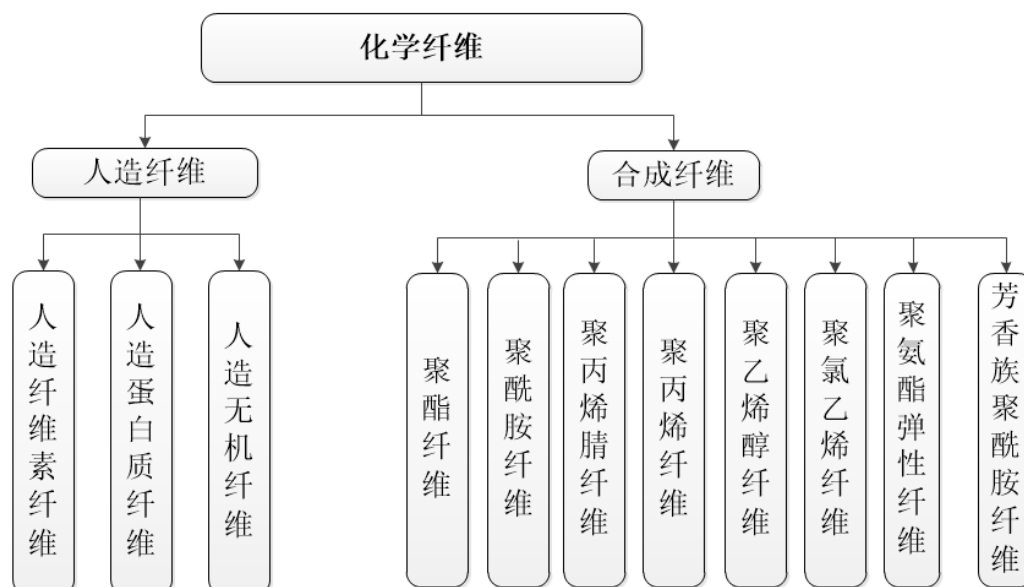 化学纤维
人造纤维
合成纤维
人造纤维素纤维
人造蛋白质纤维
人造无机纤维
聚酯纤维
聚酰胺纤维
聚丙烯腈纤维
聚丙烯纤维
聚乙烯醇纤维
聚氯乙烯纤维
聚氨酯弹性纤维
芳香族聚酰胺纤维